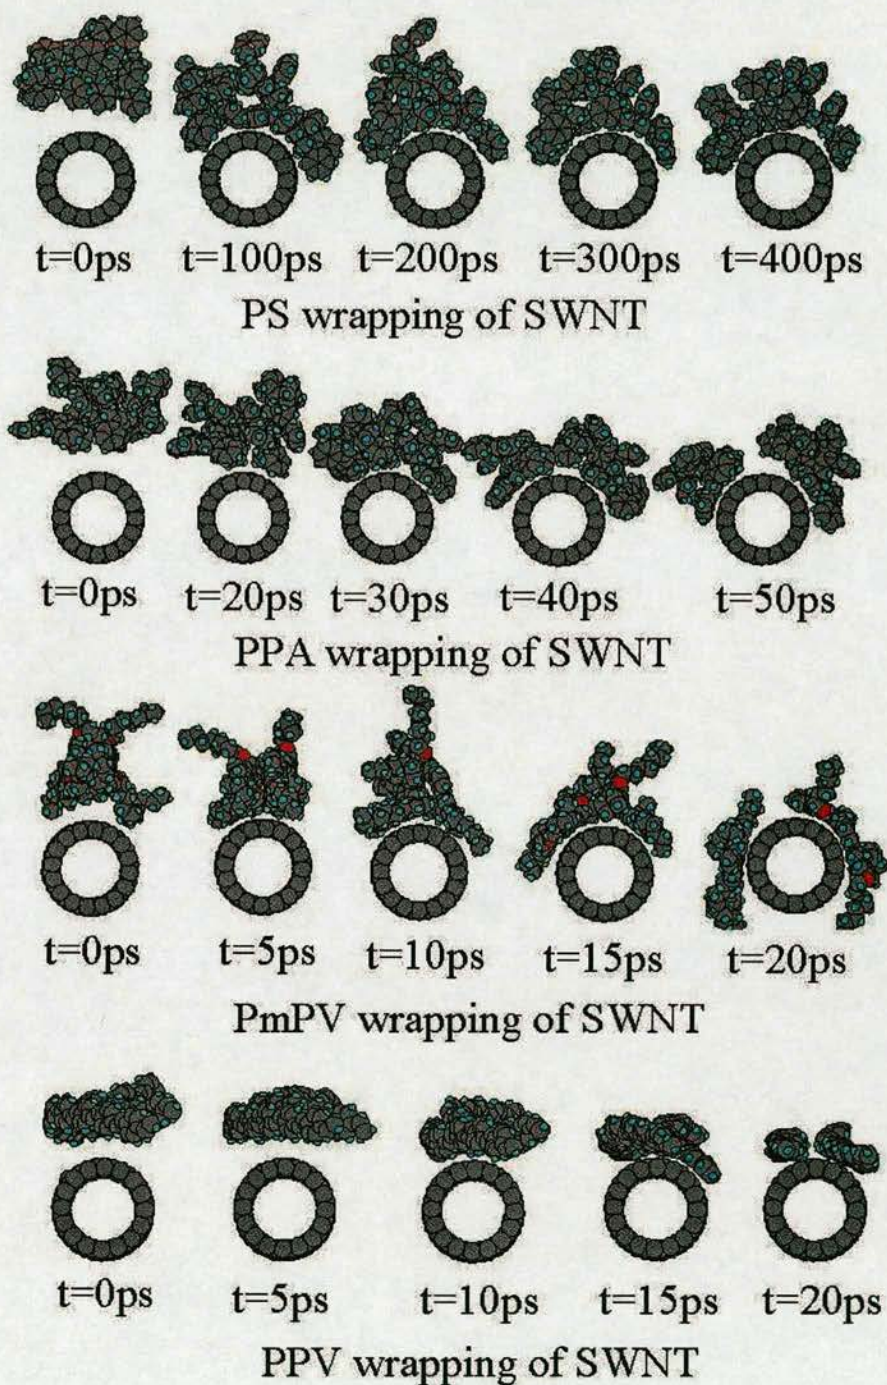 t=0ps t=100ps t=200ps t=300ps t=400ps
PS wrapping of SWNT
t=0ps t=20ps t=30ps t=40ps t=50ps
PPA wrapping of SWNT
t=0ps t=5ps t=10ps t=15ps t=20ps
PmPV wrapping of SWNT
t=0ps t=5ps t=10ps t=15ps t=20ps
PPV wrapping of SWNT